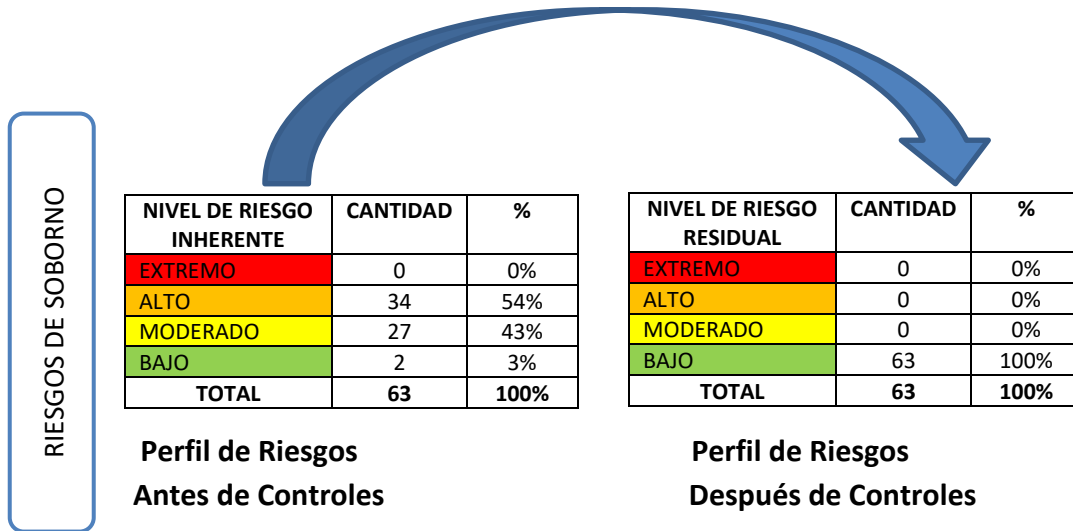 RIESGOS DE SOBORNO
NIVEL DE RIESGO INHERENTE CANTIDAD %
EXTREMO 0 0%
ALTO 34 54%
MODERADO 27 43%
BAJO 2 3%
TOTAL 63 100%
Perfil de Riesgos
Antes de Controles
NIVEL DE RIESGO RESIDUAL CANTIDAD %
EXTREMO 0 0%
ALTO 0 0%
MODERADO 0 0%
BAJO 63 100%
TOTAL 63 100%
Perfil de Riesgos
Después de Controles